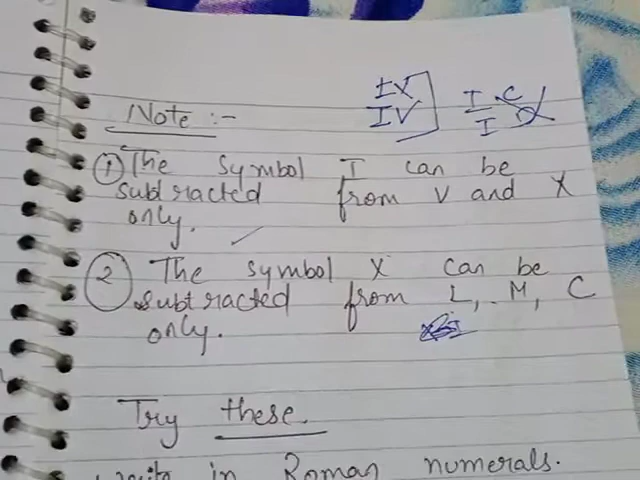 IX
IV
I C
I
Note :-
① The symbol I can be
subtracted from V and X
only.
② The symbol X can be
subtracted from L, M, C
only.
Try these.
write in Roman numerals.